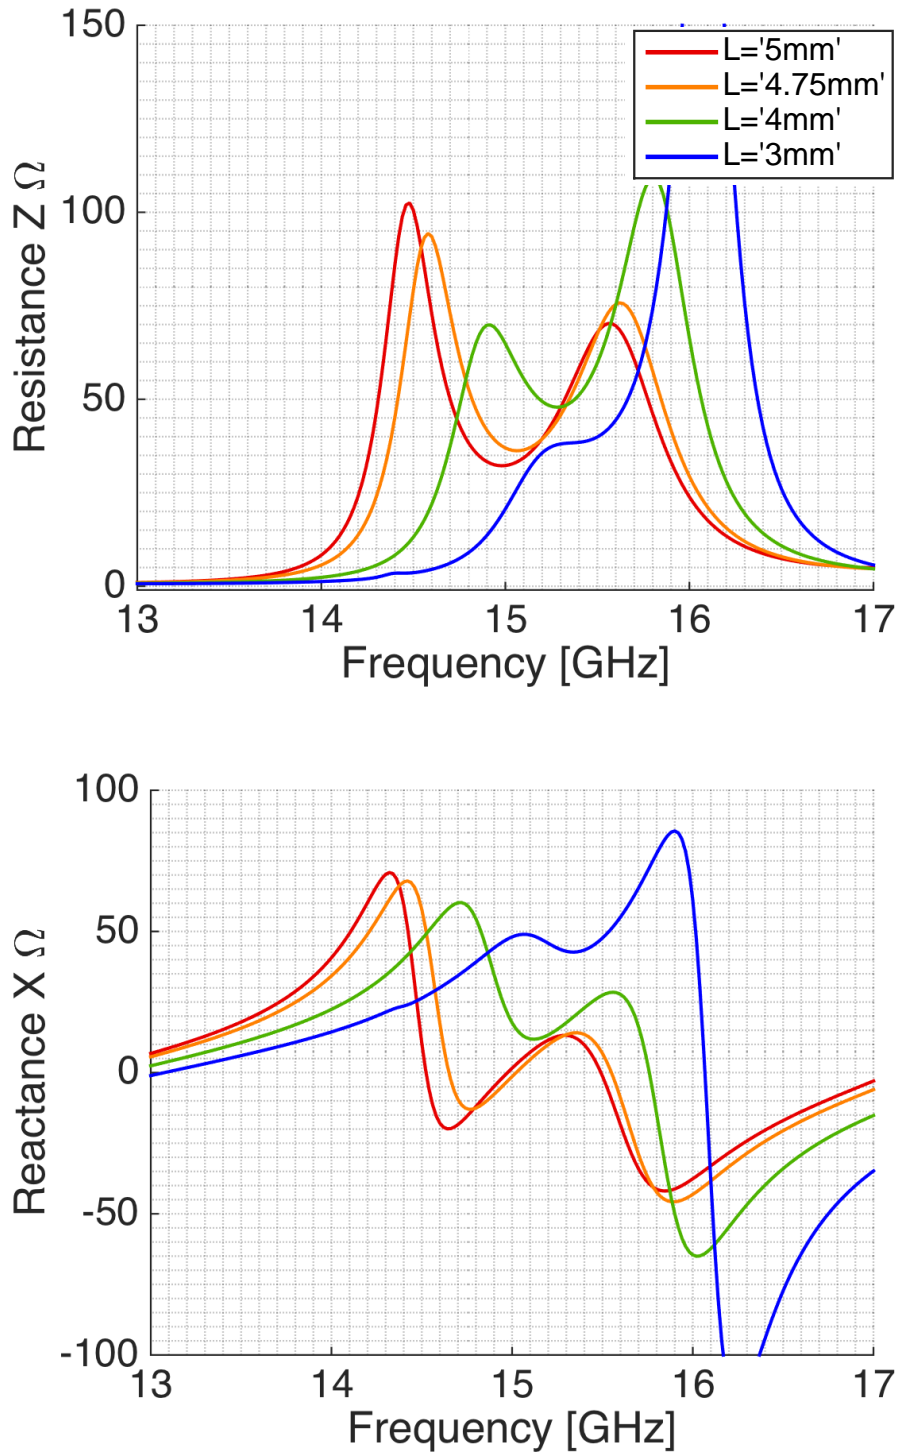 150
100
50
0
Resistance Z Ω
L='5mm'
L='4.75mm'
L='4mm'
L='3mm'
13 14 15 16 17
Frequency [GHz]
100
50
0
-50
-100
Reactance X Ω
13 14 15 16 17
Frequency [GHz]